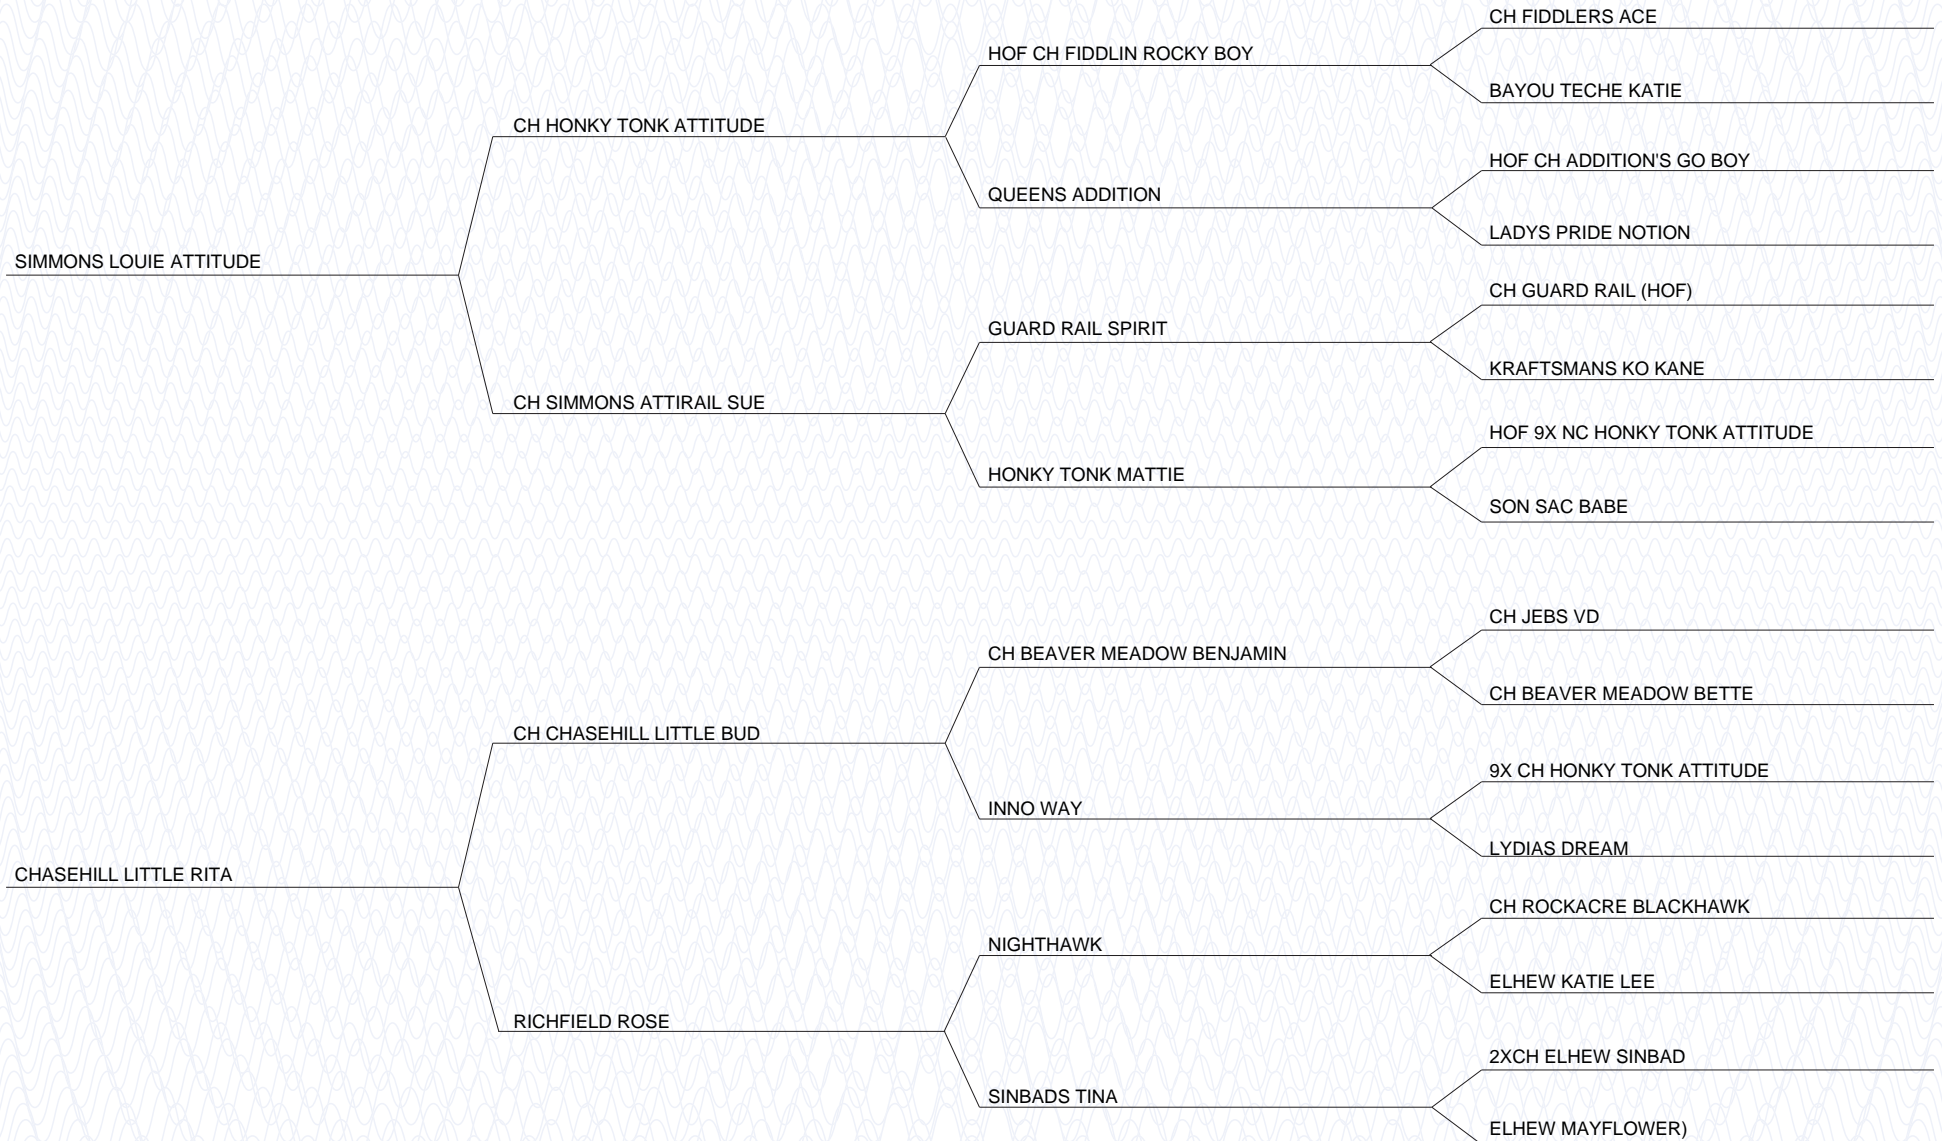 CH FIDDLERS ACE
HOF CH FIDDLIN ROCKY BOY
BAYOU TECHE KATIE
CH HONKY TONK ATTITUDE
HOF CH ADDITION'S GO BOY
QUEENS ADDITION
LADYS PRIDE NOTION
SIMMONS LOUIE ATTITUDE
CH GUARD RAIL (HOF)
GUARD RAIL SPIRIT
KRAFTSMANS KO KANE
CH SIMMONS ATTIRAIL SUE
HOF 9X NC HONKY TONK ATTITUDE
HONKY TONK MATTIE
SON SAC BABE
CH JEBS VD
CH BEAVER MEADOW BENJAMIN
CH BEAVER MEADOW BETTE
CH CHASEHILL LITTLE BUD
9X CH HONKY TONK ATTITUDE
INNO WAY
LYDIAS DREAM
CHASEHILL LITTLE RITA
CH ROCKACRE BLACKHAWK
NIGHTHAWK
ELHEW KATIE LEE
RICHFIELD ROSE
2XCH ELHEW SINBAD
SINBADS TINA
ELHEW MAYFLOWER)